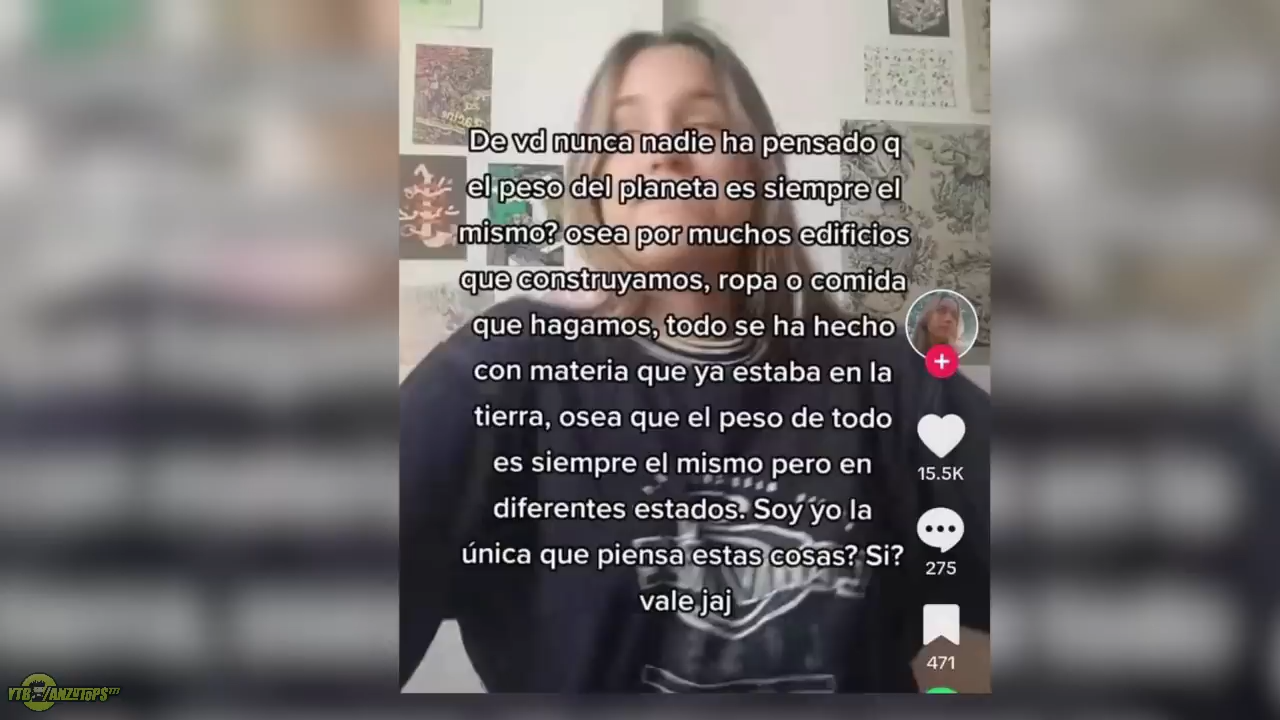 De vd nunca nadie ha pensado q
el peso del planeta es siempre el
mismo? osea por muchos edificios
que construyamos, ropa o comida
que hagamos, todo se ha hecho
con materia que ya estaba en la
tierra, osea que el peso de todo
es siempre el mismo pero en
diferentes estados. Soy yo la
única que piensa estas cosas? Si?
vale jaj
15.5K
275
471